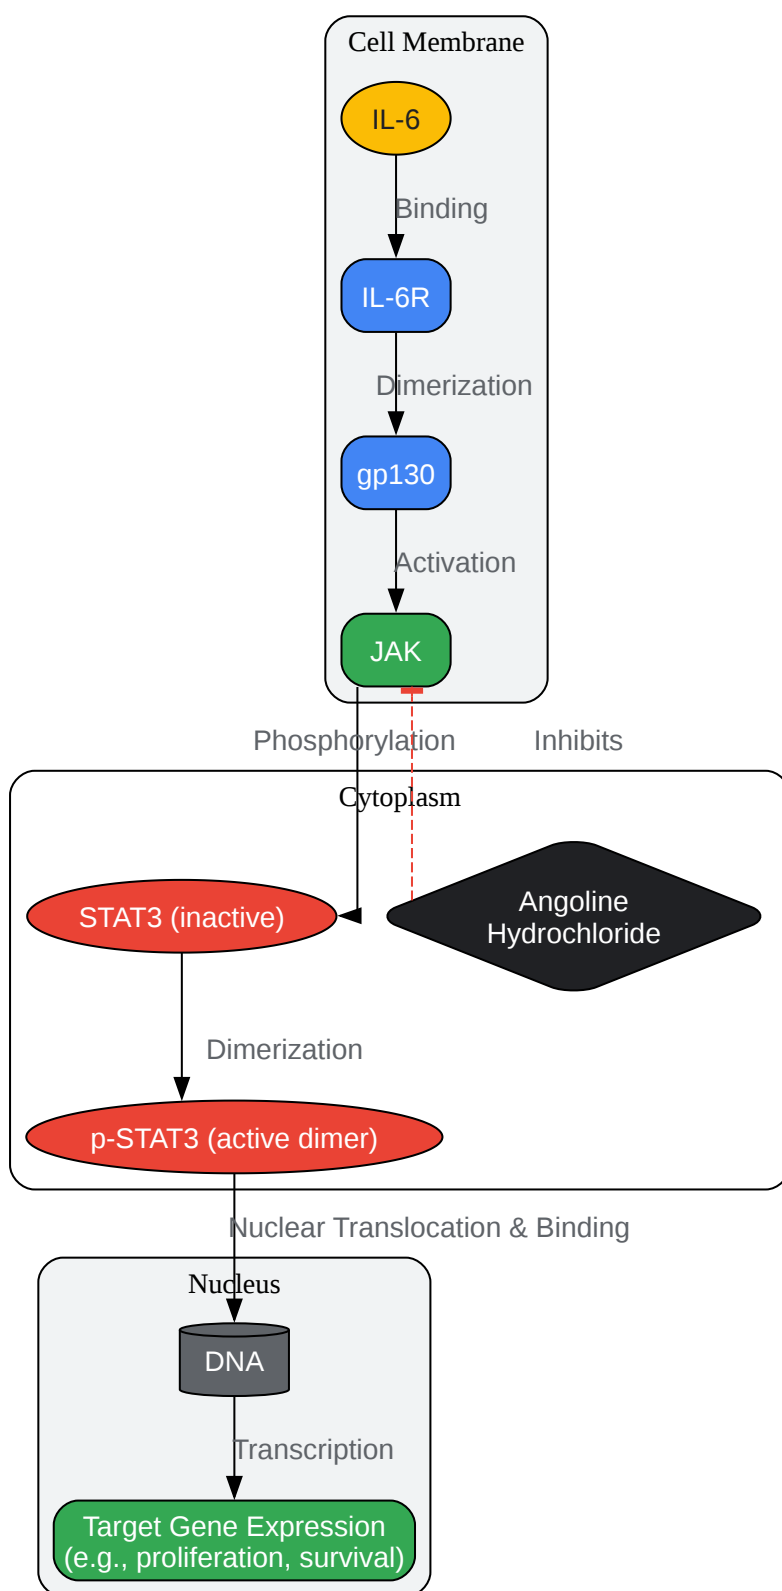 Cell Membrane
IL-6
Binding
IL-6R
Dimerization
gp130
Activation
JAK
Phosphorylation
Inhibits
Cytoplasm
STAT3 (inactive)
Angoline
Hydrochloride
Dimerization
p-STAT3 (active dimer)
Nuclear Translocation & Binding
Nucleus
DNA
Transcription
Target Gene Expression
(e.g., proliferation, survival)